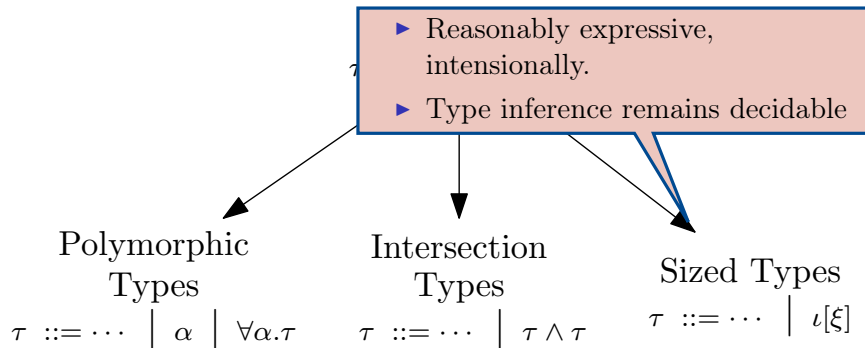 ▶ Reasonably expressive,
intensionally.
▶ Type inference remains decidable
τ
Polymorphic
Types
τ ::= ··· | α | ∀α.τ
Intersection
Types
τ ::= ··· | τ ∧ τ
Sized Types
τ ::= ··· | ι[ξ]